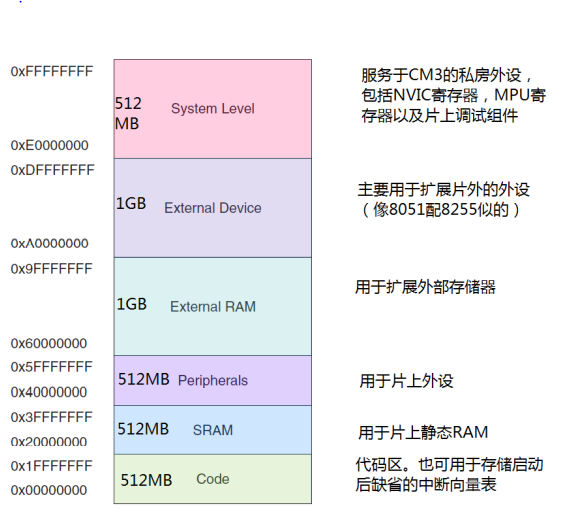 0xFFFFFFFF
512
MB
System Level
服务于CM3的私房外设，
包括NVIC寄存器，MPU寄
存器以及片上调试组件
0xE0000000
0xDFFFFFFF
1GB
External Device
主要用于扩展片外的外设
（像8051配8255似的）
0xA0000000
0x9FFFFFFF
1GB
External RAM
用于扩展外部存储器
0x60000000
0x5FFFFFFF
512MB
Peripherals
用于片上外设
0x40000000
0x3FFFFFFF
512MB
SRAM
用于片上静态RAM
0x20000000
0x1FFFFFFF
512MB
Code
代码区。也可用于存储启动
后缺省的中断向量表
0x00000000